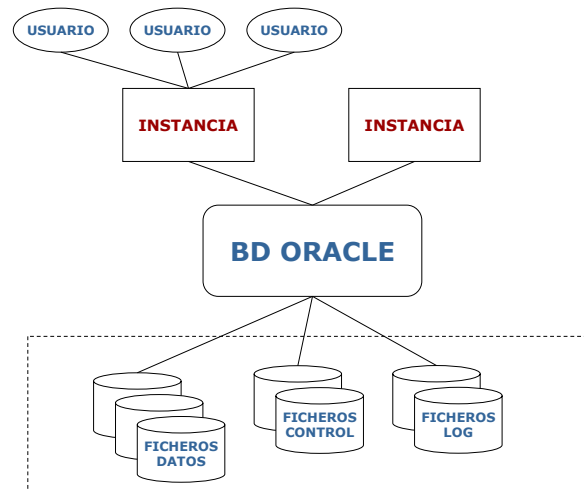 USUARIO
USUARIO
USUARIO
INSTANCIA
INSTANCIA
BD ORACLE
FICHEROS
DATOS
FICHEROS
CONTROL
FICHEROS
LOG